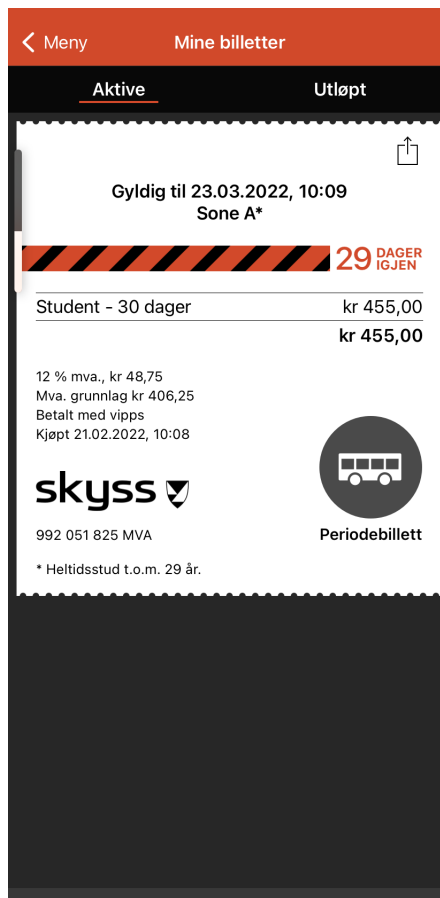 Meny
Mine billetter
Aktive
Utløpt
Gyldig til 23.03.2022, 10:09
Sone A*
29 DAGER IGJEN
Student - 30 dager kr 455,00
kr 455,00
12 % mva., kr 48,75
Mva. grunnlag kr 406,25
Betalt med vipps
Kjøpt 21.02.2022, 10:08
skyss
992 051 825 MVA
Periodebillett
* Heltidsstud t.o.m. 29 år.